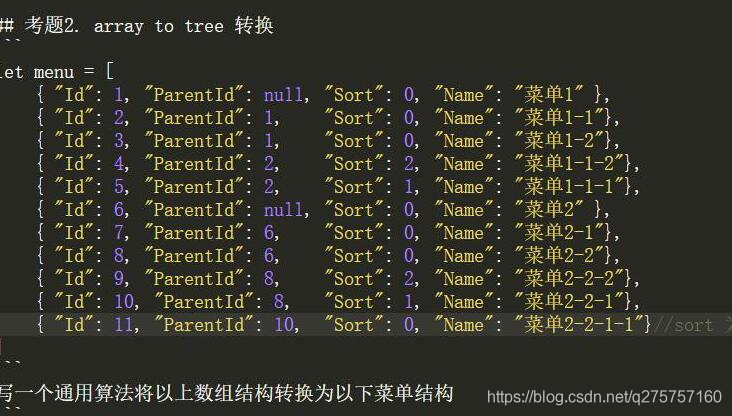 ## 考题2. array to tree 转换
```
let menu = [
{ "Id": 1, "ParentId": null, "Sort": 0, "Name": "菜单1" },
{ "Id": 2, "ParentId": 1, "Sort": 0, "Name": "菜单1-1"},
{ "Id": 3, "ParentId": 1, "Sort": 0, "Name": "菜单1-2"},
{ "Id": 4, "ParentId": 2, "Sort": 2, "Name": "菜单1-1-2"},
{ "Id": 5, "ParentId": 2, "Sort": 1, "Name": "菜单1-1-1"},
{ "Id": 6, "ParentId": null, "Sort": 0, "Name": "菜单2" },
{ "Id": 7, "ParentId": 6, "Sort": 0, "Name": "菜单2-1"},
{ "Id": 8, "ParentId": 6, "Sort": 0, "Name": "菜单2-2"},
{ "Id": 9, "ParentId": 8, "Sort": 2, "Name": "菜单2-2-2"},
{ "Id": 10, "ParentId": 8, "Sort": 1, "Name": "菜单2-2-1"},
{ "Id": 11, "ParentId": 10, "Sort": 0, "Name": "菜单2-2-1-1"}//sort
]
```
写一个通用算法将以上数组结构转换为以下菜单结构
```
https://blog.csdn.net/q275757160